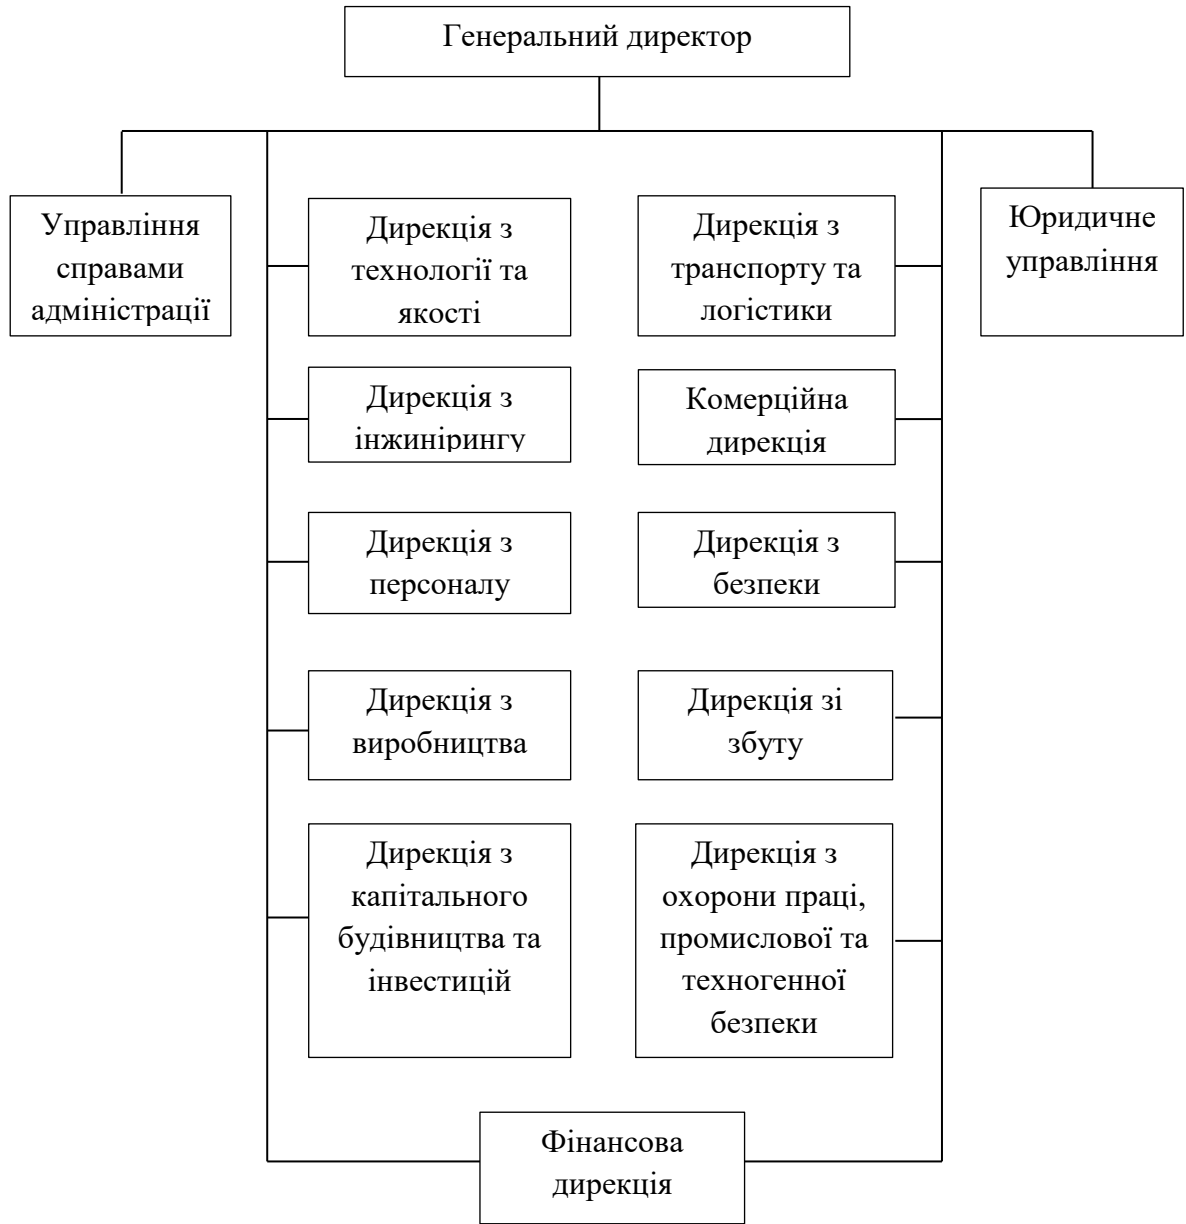 Генеральний директор
Управління
справами
адміністрації
Дирекція з
технології та
якості
Дирекція з
транспорту та
логістики
Юридичне
управління
Дирекція з
інжинірингу
Комерційна
дирекція
Дирекція з
персоналу
Дирекція з
безпеки
Дирекція з
виробництва
Дирекція зі
збуту
Дирекція з
капітального
будівництва та
інвестицій
Дирекція з
охорони праці,
промислової та
техногенної
безпеки
Фінансова
дирекція